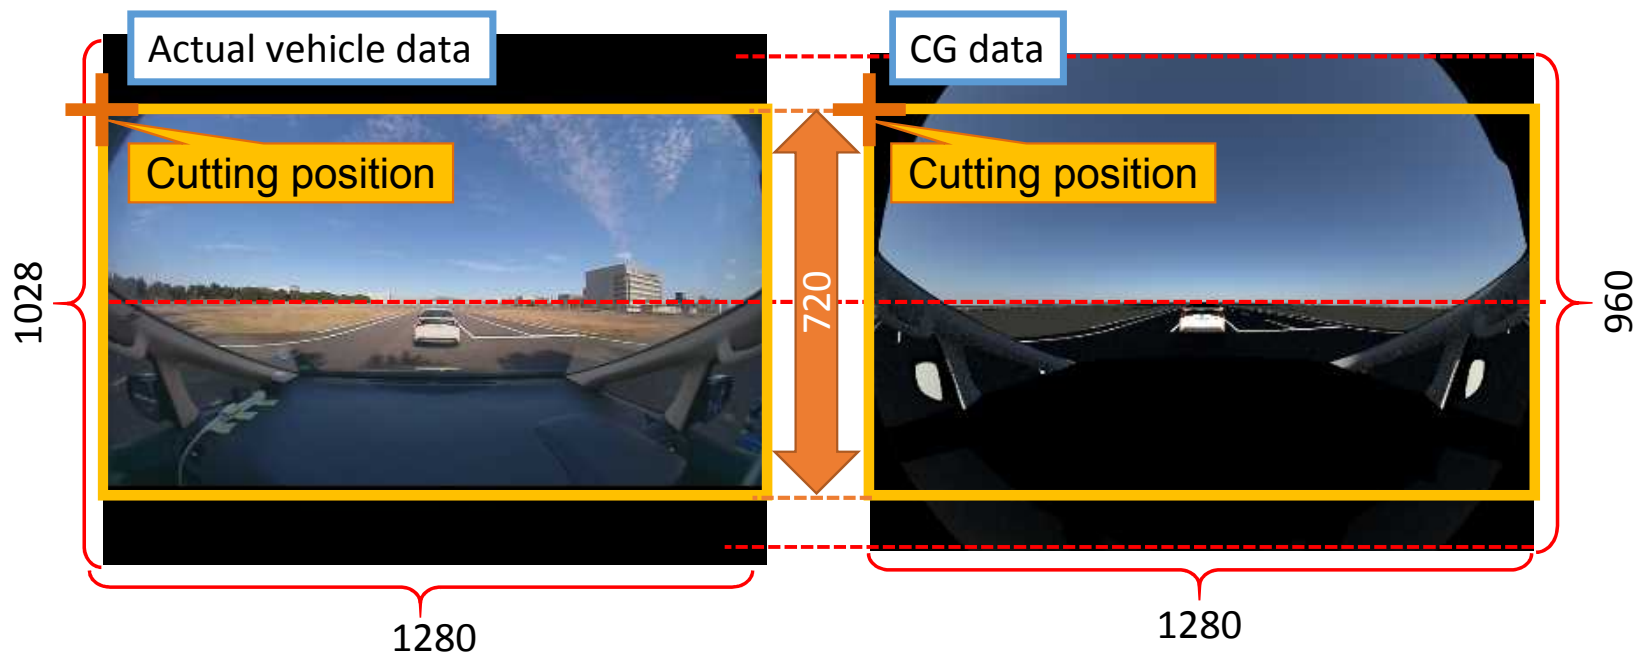 Actual vehicle data
CG data
Cutting position
Cutting position
1028
720
960
1280
1280